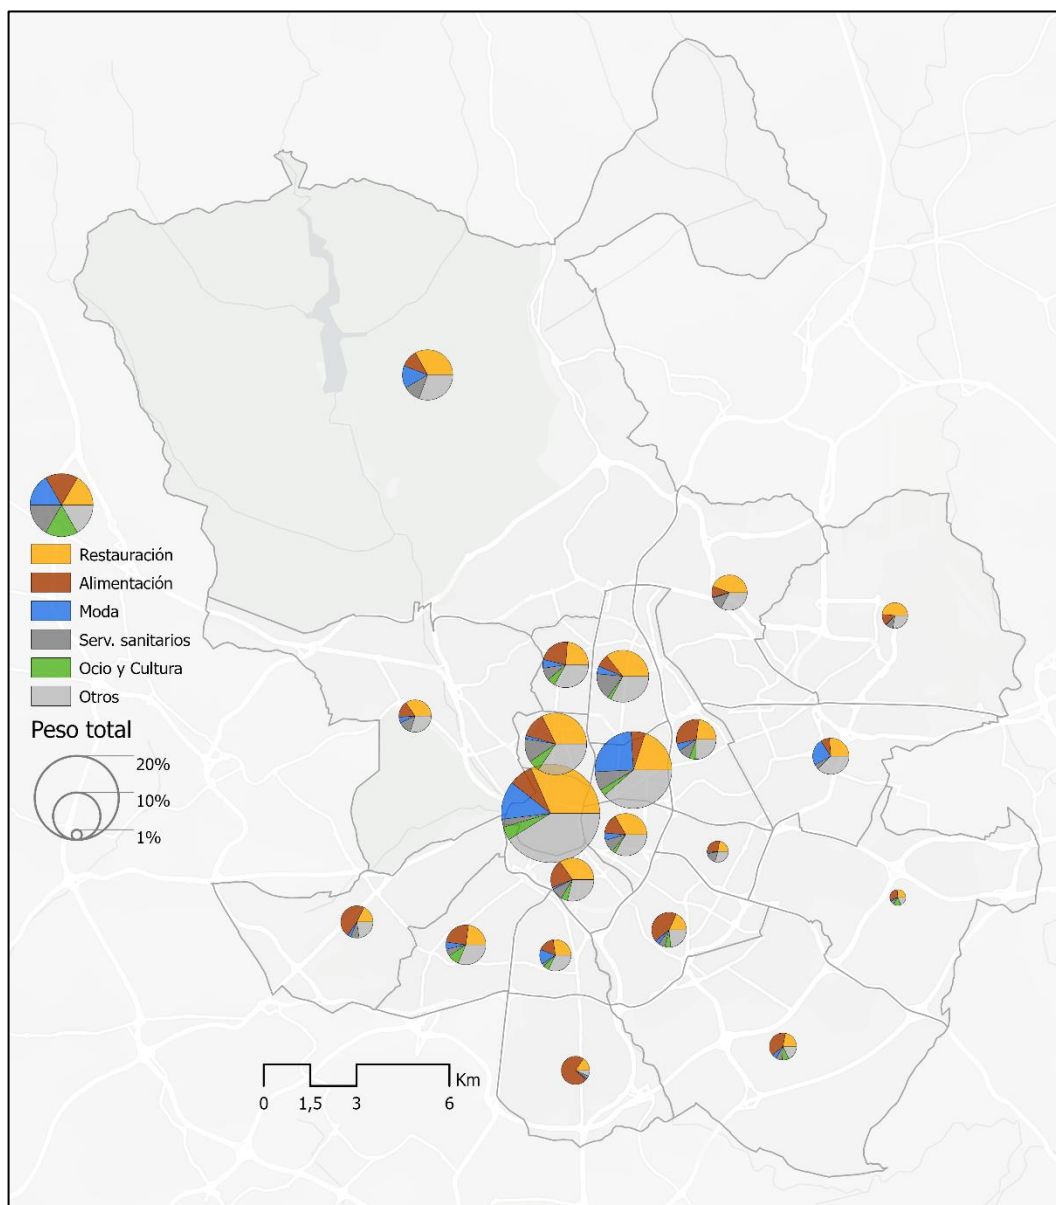 Restauración
Alimentación
Moda
Serv. sanitarios
Ocio y Cultura
Otros
Peso total
20%
10%
1%
Km
0 1,5 3 6